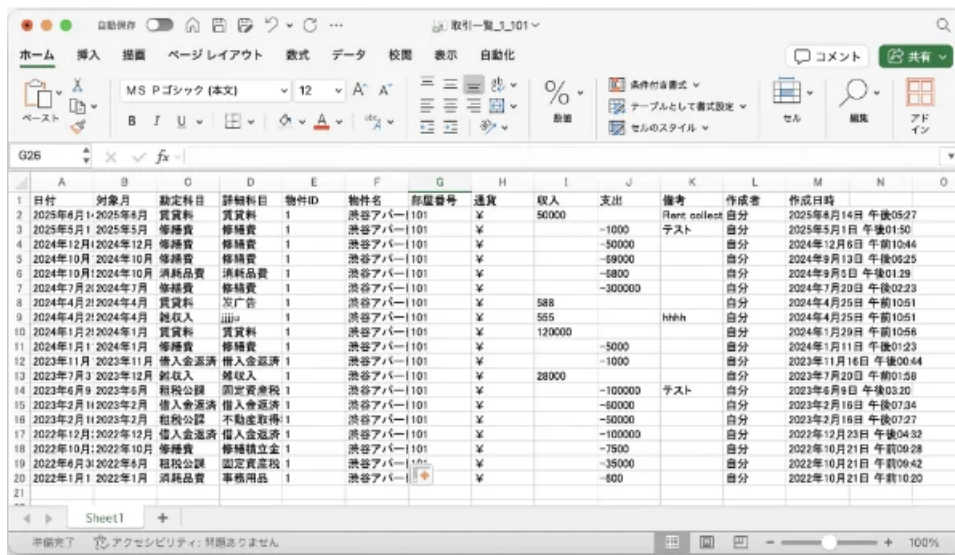 自動保存 取引一覧_1_101
ホーム 挿入 描画 ページ レイアウト 数式 データ 校閲 表示 自動化 コメント 共有
ペースト MS Pゴシック (本文) 12 B I U A % 数値 条件付き書式 テーブルとして書式設定 セルのスタイル セル 編集 アドイン
G26 fx
A B C D E F G H I J K L M N O
1 日付 対象月 勘定科目 詳細科目 物件ID 物件名 部屋番号 通貨 収入 支出 備考 作成者 作成日時
2 2025年6月1 2025年6月 賃貸料 賃貸料 1 渋谷アパート 101 ¥ 50000 Rent collect 自分 2025年6月14日 午後05:27
3 2025年5月1 2025年5月 修繕費 修繕費 1 渋谷アパート 101 ¥ -1000 テスト 自分 2025年5月1日 午後01:50
4 2024年12月 2024年12月 修繕費 修繕費 1 渋谷アパート 101 ¥ -50000 自分 2024年12月6日 午前10:44
5 2024年10月 2024年10月 修繕費 修繕費 1 渋谷アパート 101 ¥ -69000 自分 2024年9月13日 午後06:25
6 2024年10月 2024年10月 消耗品費 消耗品費 1 渋谷アパート 101 ¥ -6800 自分 2024年9月5日 午後01:29
7 2024年7月2 2024年7月 修繕費 修繕費 1 渋谷アパート 101 ¥ -300000 自分 2024年7月20日 午後02:23
8 2024年4月2 2024年4月 賃貸料 发广告 1 渋谷アパート 101 ¥ 588 自分 2024年4月25日 午前10:51
9 2024年4月2 2024年4月 雑収入 1 渋谷アパート 101 ¥ 555 hhhh 自分 2024年4月25日 午前10:51
10 2024年1月2 2024年1月 賃貸料 賃貸料 1 渋谷アパート 101 ¥ 120000 自分 2024年1月29日 午前10:56
11 2024年1月1 2024年1月 修繕費 修繕費 1 渋谷アパート 101 ¥ -5000 自分 2024年1月11日 午後01:23
12 2023年11月 2023年11月 借入金返済 借入金返済 1 渋谷アパート 101 ¥ -1000 自分 2023年11月16日 午後00:44
13 2023年7月3 2023年12月 雑収入 雑収入 1 渋谷アパート 101 ¥ 28000 自分 2023年7月20日 午前01:58
14 2023年6月9 2023年6月 租税公課 固定資産税 1 渋谷アパート 101 ¥ -100000 テスト 自分 2023年6月9日 午後03:20
15 2023年2月1 2023年2月 借入金返済 借入金返済 1 渋谷アパート 101 ¥ -60000 自分 2023年2月16日 午後07:34
16 2023年2月1 2023年2月 租税公課 不動産取得 1 渋谷アパート 101 ¥ -50000 自分 2023年2月16日 午後07:27
17 2022年12月 2022年12月 借入金返済 借入金返済 1 渋谷アパート 101 ¥ -100000 自分 2022年12月23日 午後04:32
18 2022年10月 2022年10月 修繕費 修繕積立金 1 渋谷アパート 101 ¥ -7500 自分 2022年10月21日 午前09:28
19 2022年6月3 2022年6月 租税公課 固定資産税 1 渋谷アパート 101 ¥ -35000 自分 2022年10月21日 午前09:42
20 2022年1月1 2022年1月 消耗品費 事務用品 1 渋谷アパート ¥ -600 自分 2022年10月21日 午前10:20
21
Sheet1 +
準備完了 アクセシビリティ: 問題ありません 100%